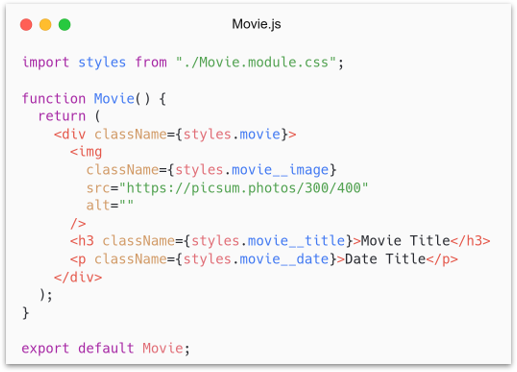 Movie.js
import styles from "./Movie.module.css";
function Movie() {
return (
<div className={styles.movie}>
<img
className={styles.movie__image}
src="https://picsum.photos/300/400"
alt=""
/>
<h3 className={styles.movie__title}>Movie Title</h3>
<p className={styles.movie__date}>Date Title</p>
</div>
);
}
export default Movie;